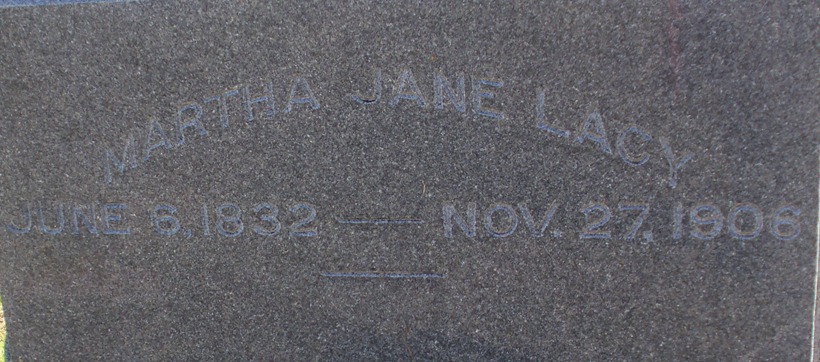 MARTHA JANE LACY
JUNE 6, 1832 — NOV. 27, 1906